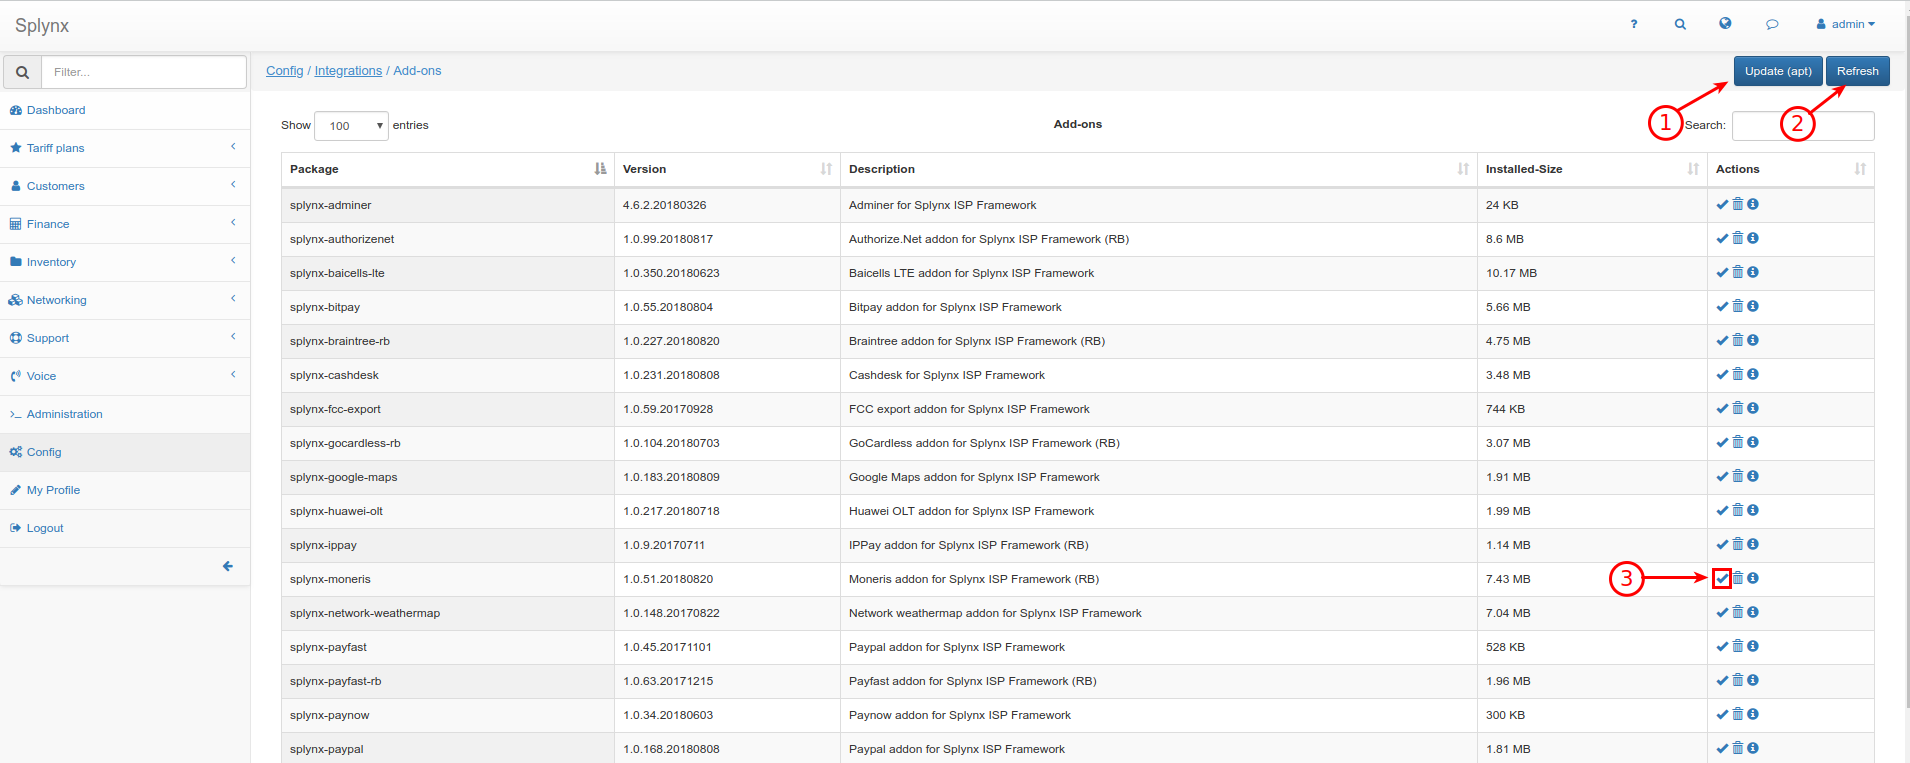 Splynx
? admin
Filter...
Config / Integrations / Add-ons
Update (apt) Refresh
Dashboard
Tariff plans
Customers
Finance
Inventory
Networking
Support
Voice
Administration
Config
My Profile
Logout
Show 100 entries
Add-ons
1 Search: 2
Package Version Description Installed-Size Actions
splynx-adminer 4.6.2.20180326 Adminer for Splynx ISP Framework 24 KB
splynx-authorizenet 1.0.99.20180817 Authorize.Net addon for Splynx ISP Framework (RB) 8.6 MB
splynx-baicells-lte 1.0.350.20180623 Baicells LTE addon for Splynx ISP Framework 10.17 MB
splynx-bitpay 1.0.55.20180804 Bitpay addon for Splynx ISP Framework 5.66 MB
splynx-braintree-rb 1.0.227.20180820 Braintree addon for Splynx ISP Framework (RB) 4.75 MB
splynx-cashdesk 1.0.231.20180808 Cashdesk for Splynx ISP Framework 3.48 MB
splynx-fcc-export 1.0.59.20170928 FCC export addon for Splynx ISP Framework 744 KB
splynx-gocardless-rb 1.0.104.20180703 GoCardless addon for Splynx ISP Framework (RB) 3.07 MB
splynx-google-maps 1.0.183.20180809 Google Maps addon for Splynx ISP Framework 1.91 MB
splynx-huawei-olt 1.0.217.20180718 Huawei OLT addon for Splynx ISP Framework 1.99 MB
splynx-ippay 1.0.9.20170711 IPPay addon for Splynx ISP Framework (RB) 1.14 MB
splynx-moneris 1.0.51.20180820 Moneris addon for Splynx ISP Framework (RB) 7.43 MB 3
splynx-network-weathermap 1.0.148.20170822 Network weathermap addon for Splynx ISP Framework 7.04 MB
splynx-payfast 1.0.45.20171101 Paypal addon for Splynx ISP Framework 528 KB
splynx-payfast-rb 1.0.63.20171215 Payfast addon for Splynx ISP Framework (RB) 1.96 MB
splynx-paynow 1.0.34.20180603 Paynow addon for Splynx ISP Framework 300 KB
splynx-paypal 1.0.168.20180808 Paypal addon for Splynx ISP Framework 1.81 MB